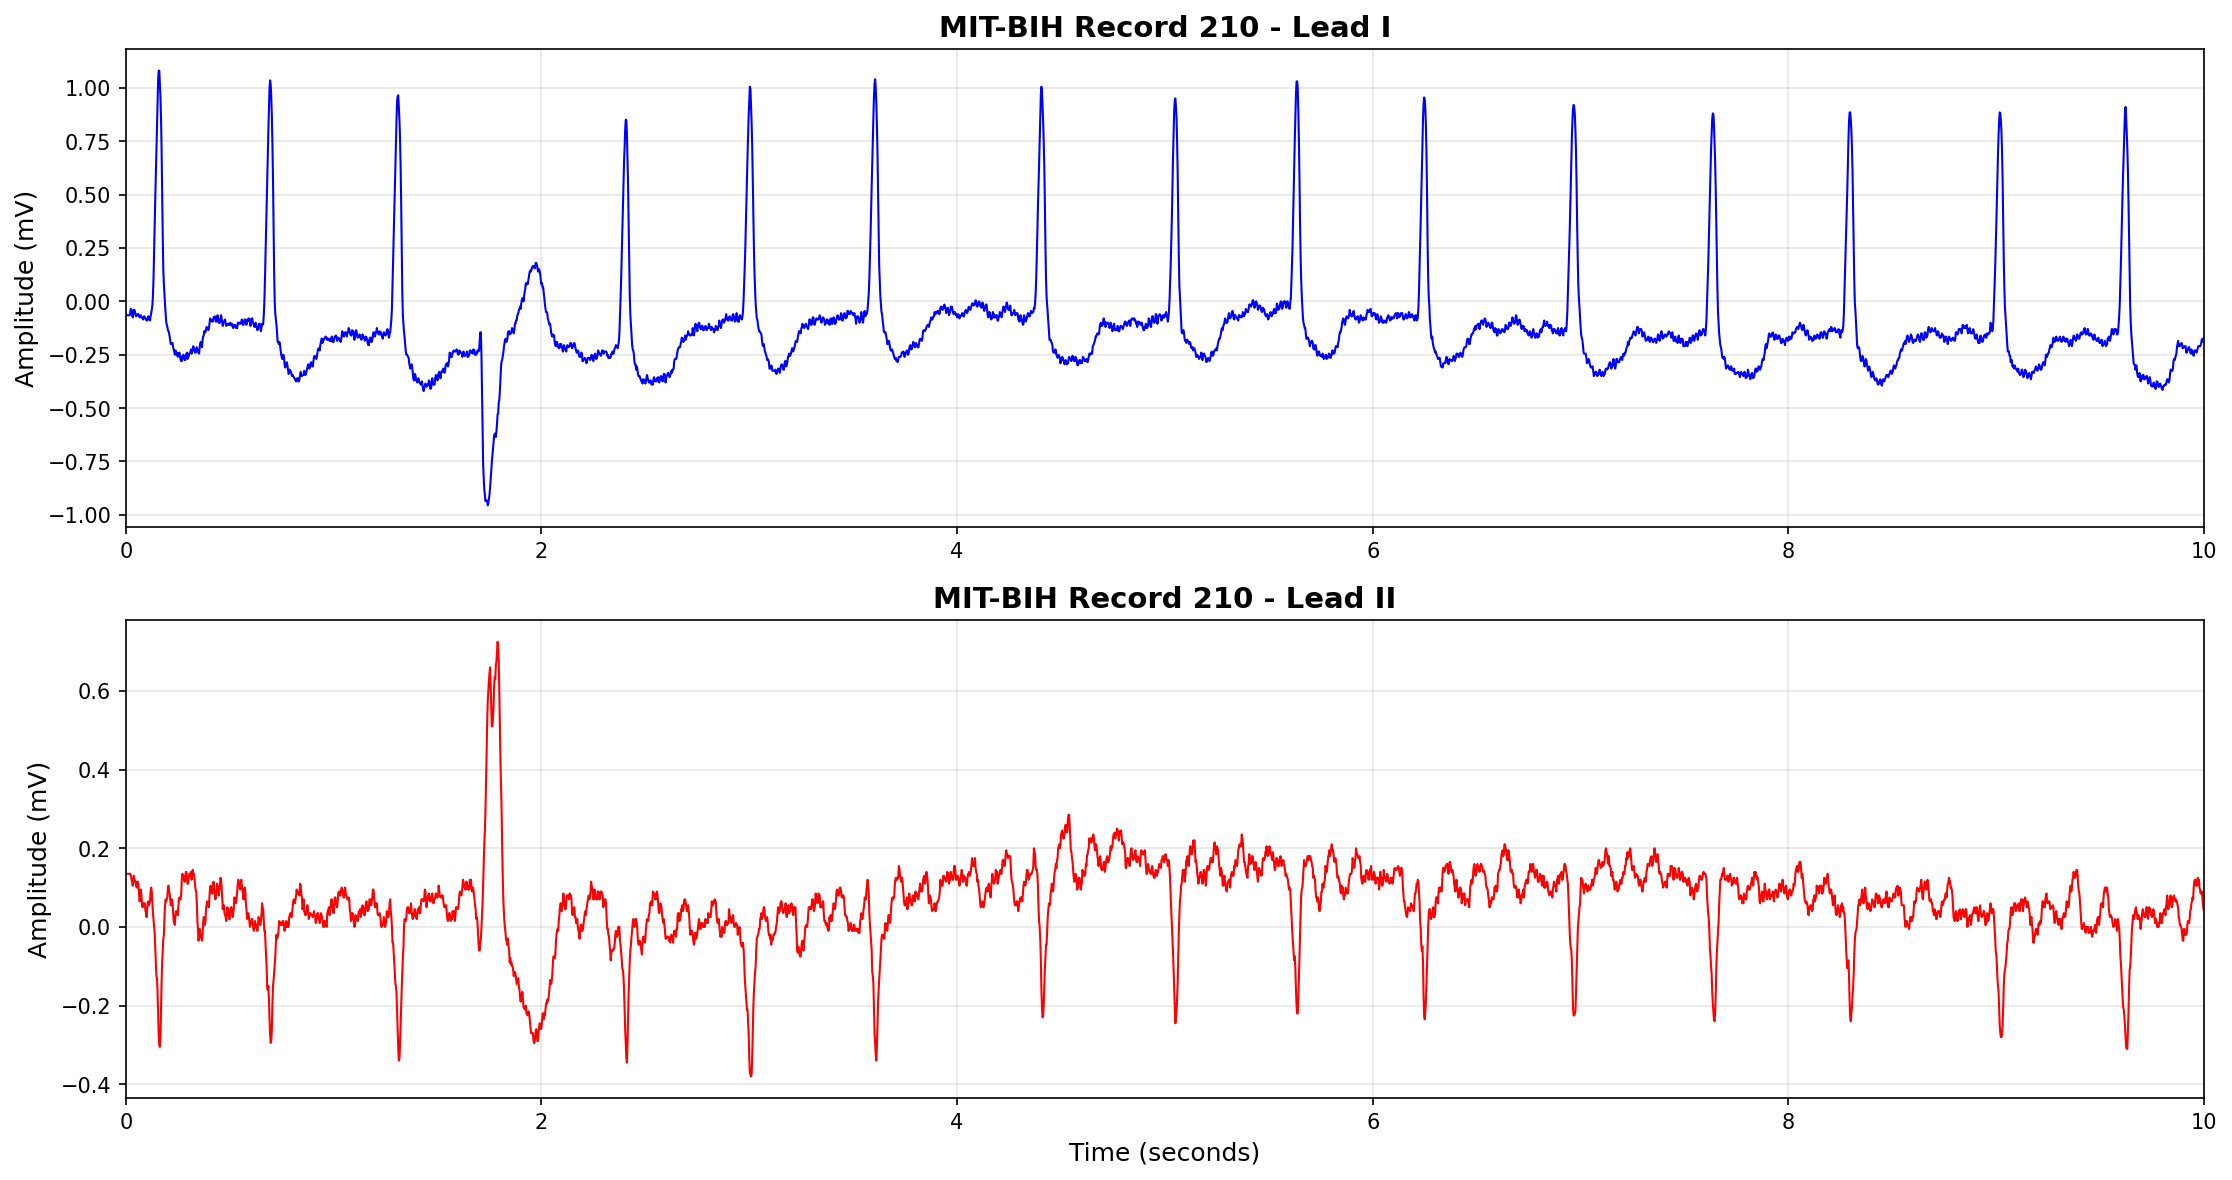 MIT-BIH Record 210 - Lead I
1.00
0.75
0.50
0.25
0.00
−0.25
−0.50
−0.75
−1.00
Amplitude (mV)
0 2 4 6 8 10
MIT-BIH Record 210 - Lead II
0.6
0.4
0.2
0.0
−0.2
−0.4
Amplitude (mV)
0 2 4 6 8 10
Time (seconds)